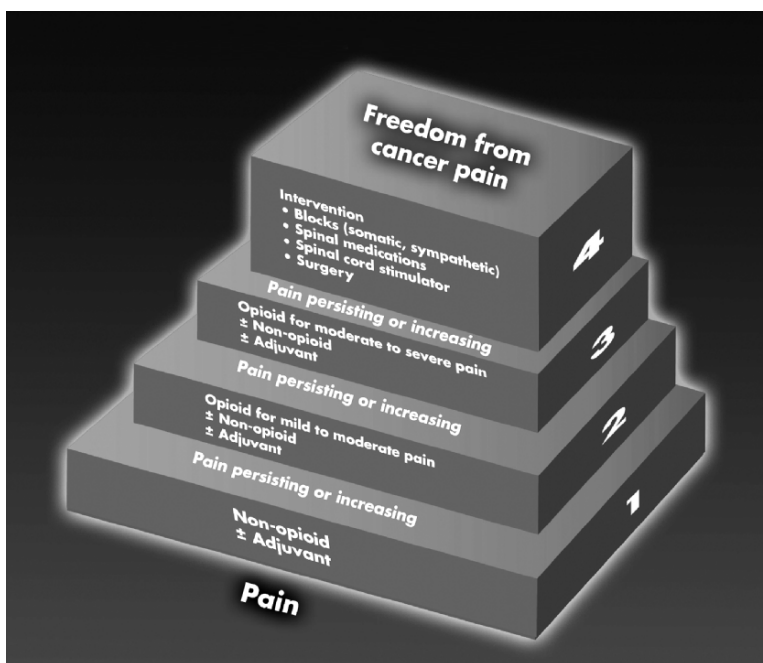 Freedom from
cancer pain
Intervention
• Blocks (somatic, sympathetic)
• Spinal medications
• Spinal cord stimulator
• Surgery
4
Pain persisting or increasing
Opioid for moderate to severe pain
± Non-opioid
± Adjuvant
3
Pain persisting or increasing
Opioid for mild to moderate pain
± Non-opioid
± Adjuvant
2
Pain persisting or increasing
Non-opioid
± Adjuvant
1
Pain